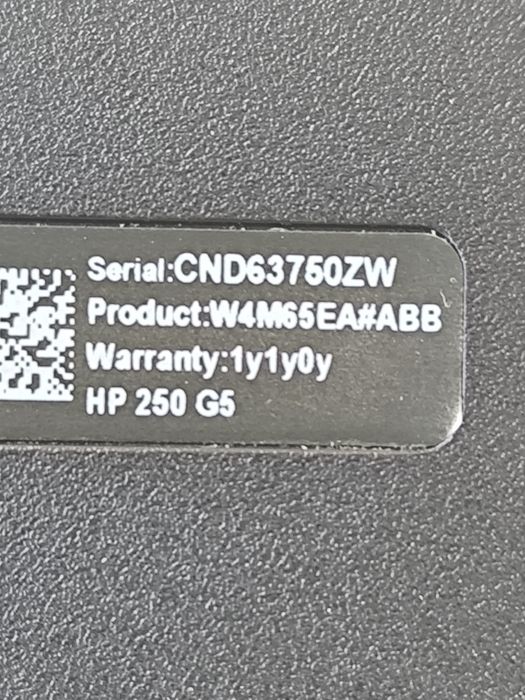 Serial:CND63750ZW
Product:W4M65EA#ABB
Warranty:1y1y0y
HP 250 G5